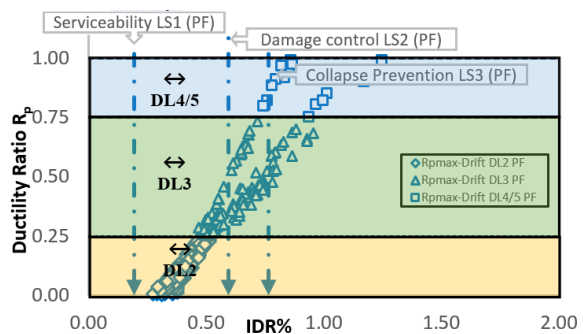 Serviceability LS1 (PF)
Damage control LS2 (PF)
Collapse Prevention LS3 (PF)
Ductility Ratio Rp
1.00
0.75
0.50
0.25
0.00
DL4/5
DL3
DL2
Rpmax-Drift DL2 PF
Rpmax-Drift DL3 PF
Rpmax-Drift DL4/5 PF
0.00 0.50 1.00 1.50 2.00
IDR%